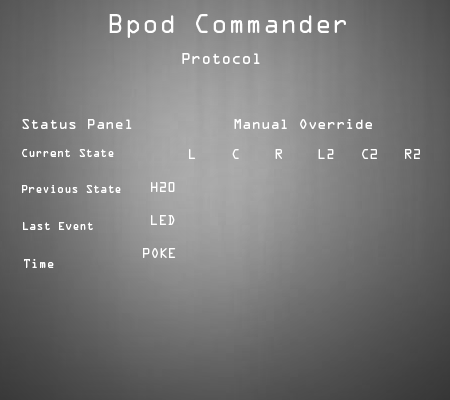 Bpod Commander
Protocol
Status Panel Manual Override
Current State L C R L2 C2 R2
Previous State H2O
Last Event LED
POKE
Time